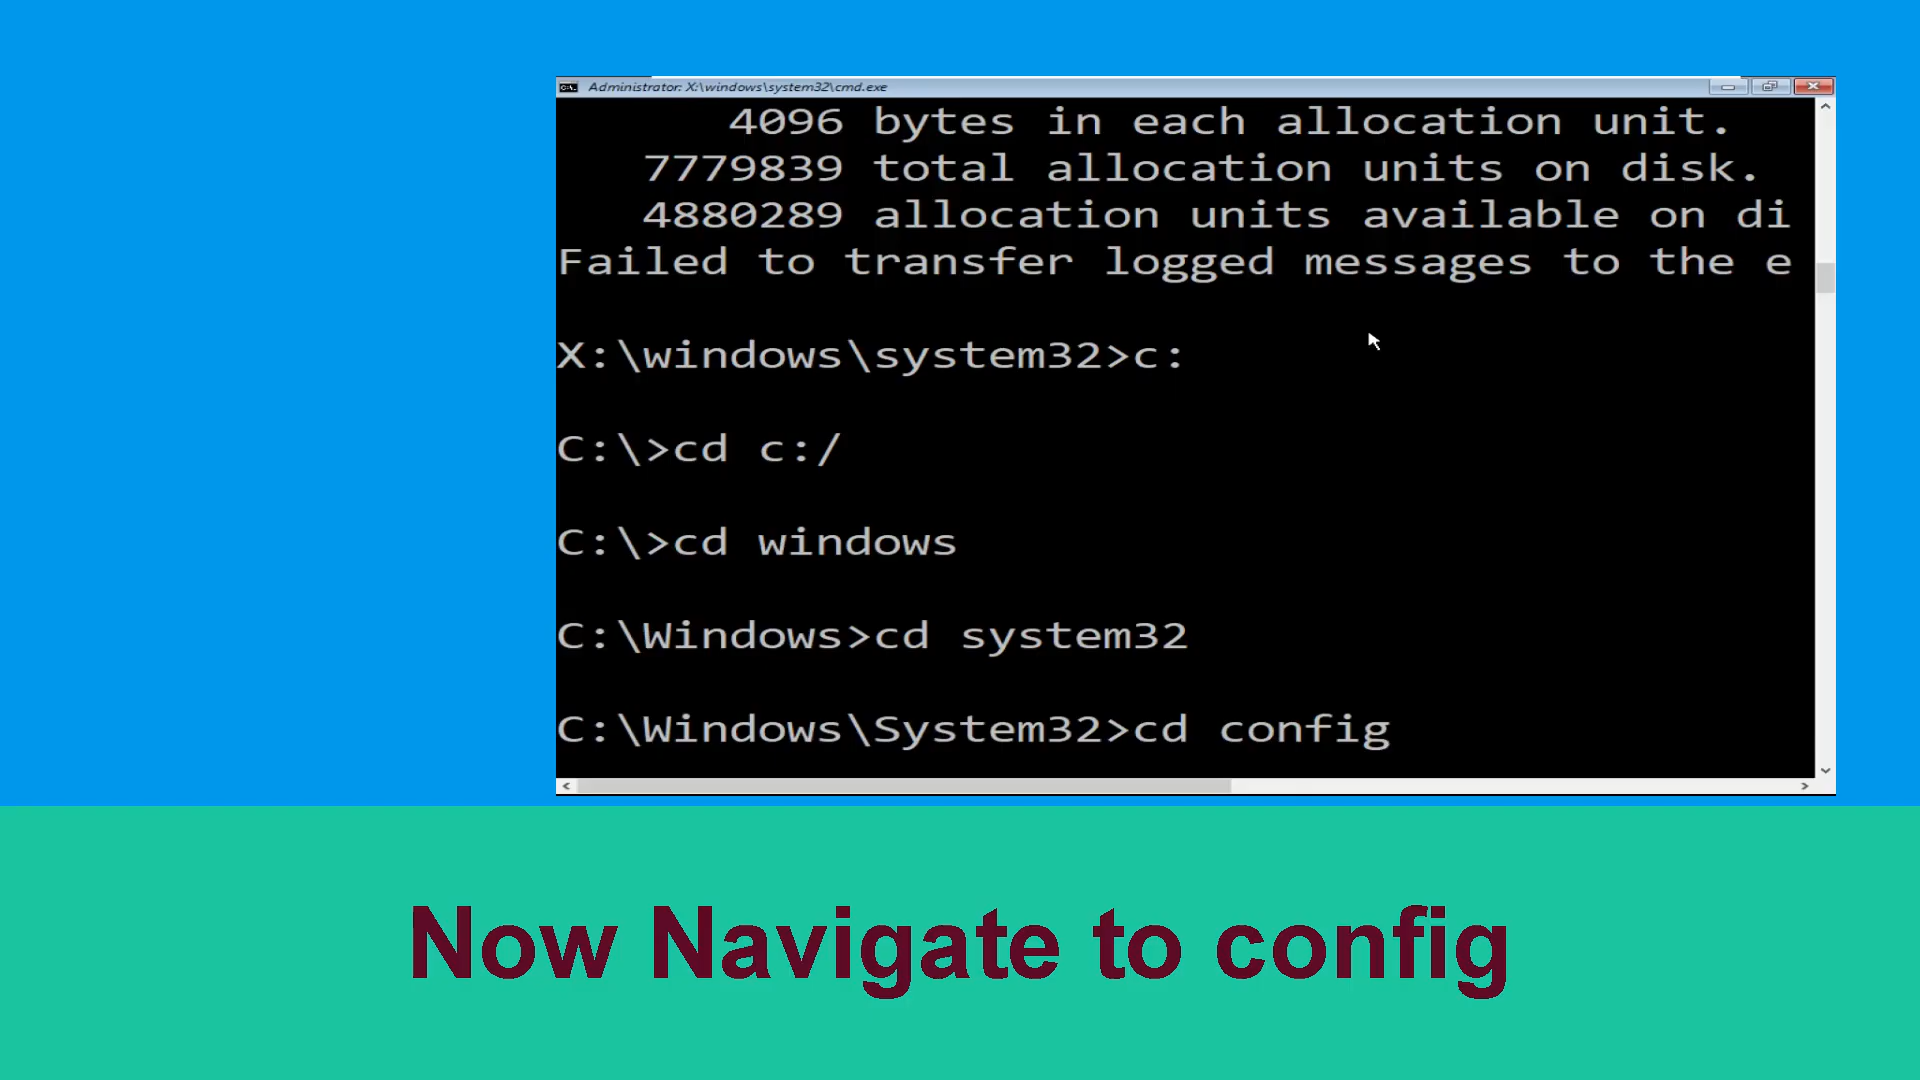 Administrator: X:\windows\system32\cmd.exe
4096 bytes in each allocation unit.
7779839 total allocation units on disk.
4880289 allocation units available on di
Failed to transfer logged messages to the e
X:\windows\system32>c:
C:\>cd c:/
C:\>cd windows
C:\Windows>cd system32
C:\Windows\System32>cd config
Now Navigate to config